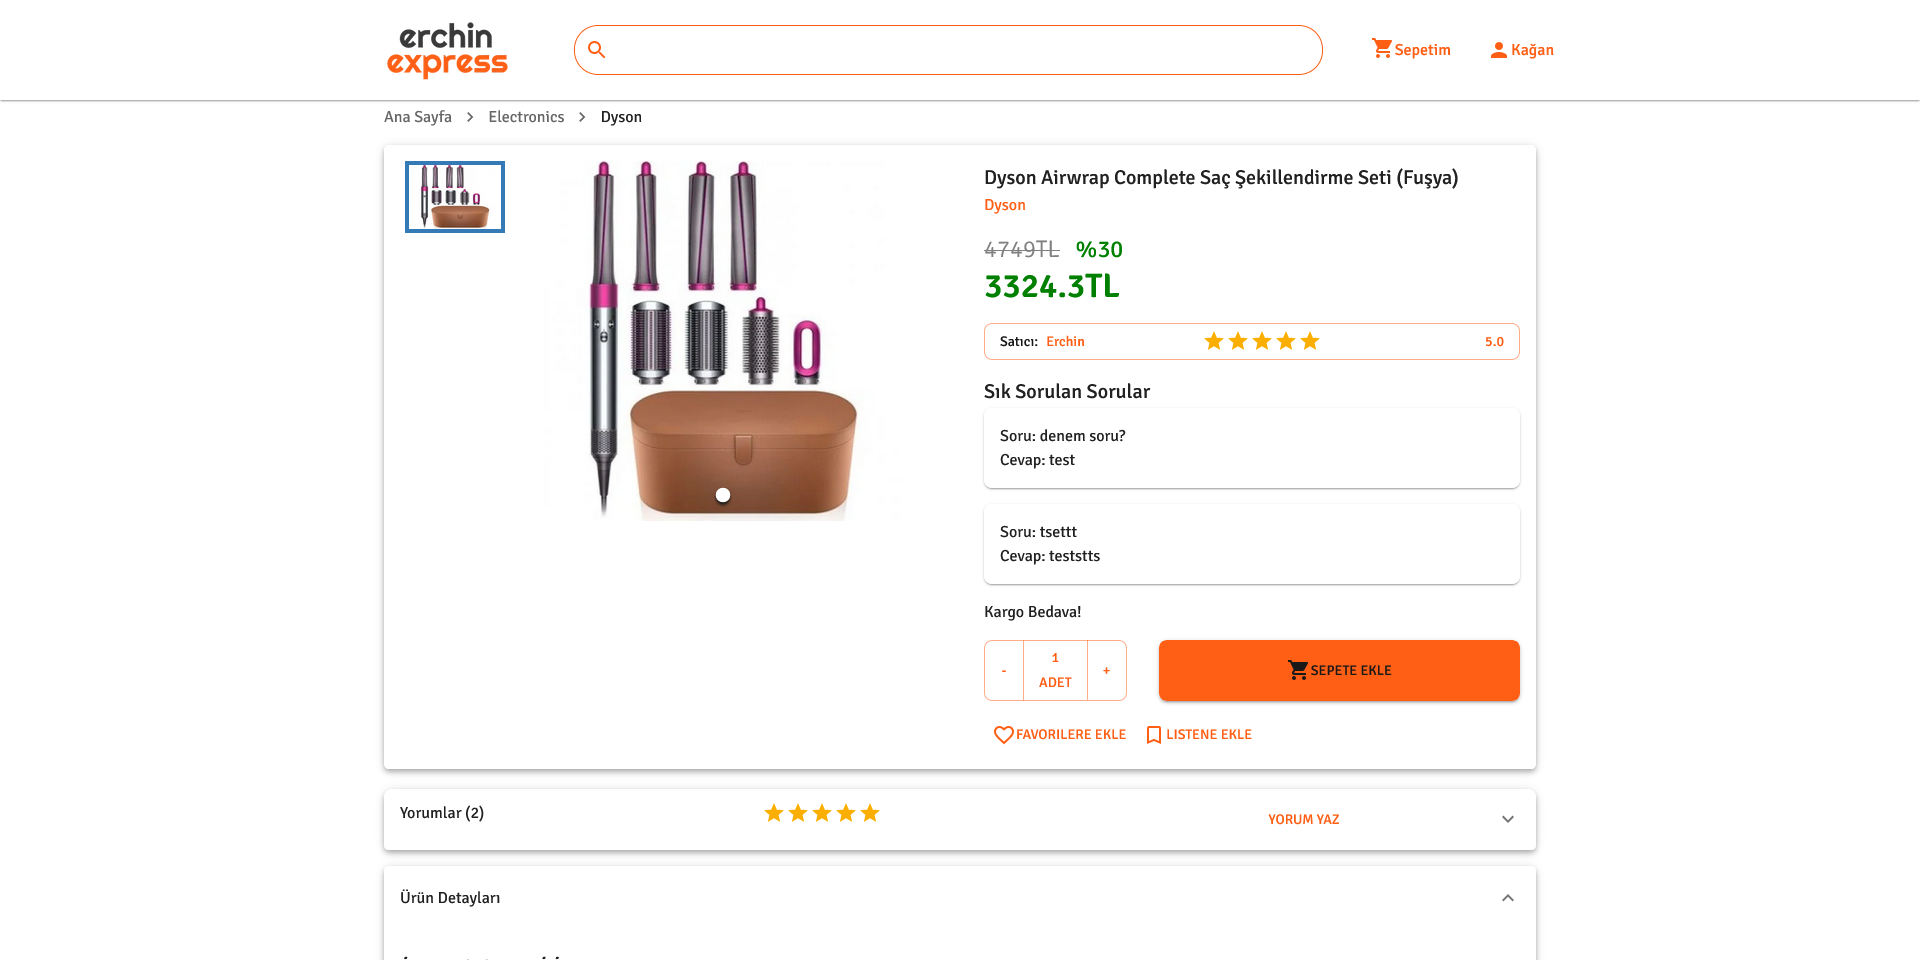 erchin
express
Sepetim
Kağan
Ana Sayfa > Electronics > Dyson
Dyson Airwrap Complete Saç Şekillendirme Seti (Fuşya)
Dyson
4749TL %30
3324.3TL
Satıcı: Erchin 5.0
Sık Sorulan Sorular
Soru: denem soru?
Cevap: test
Soru: tsettt
Cevap: teststts
Kargo Bedava!
- 1 +
ADET
SEPETE EKLE
FAVORILERE EKLE
LISTENE EKLE
Yorumlar (2)
YORUM YAZ
Ürün Detayları